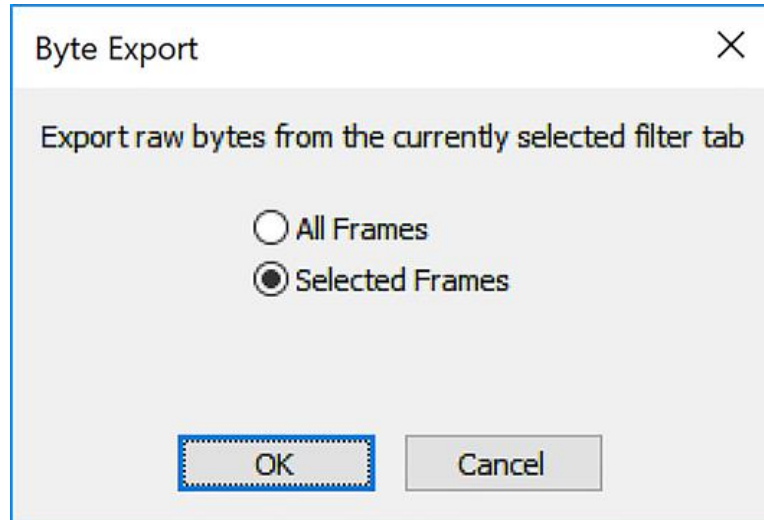 Byte Export
Export raw bytes from the currently selected filter tab
All Frames
Selected Frames
OK
Cancel